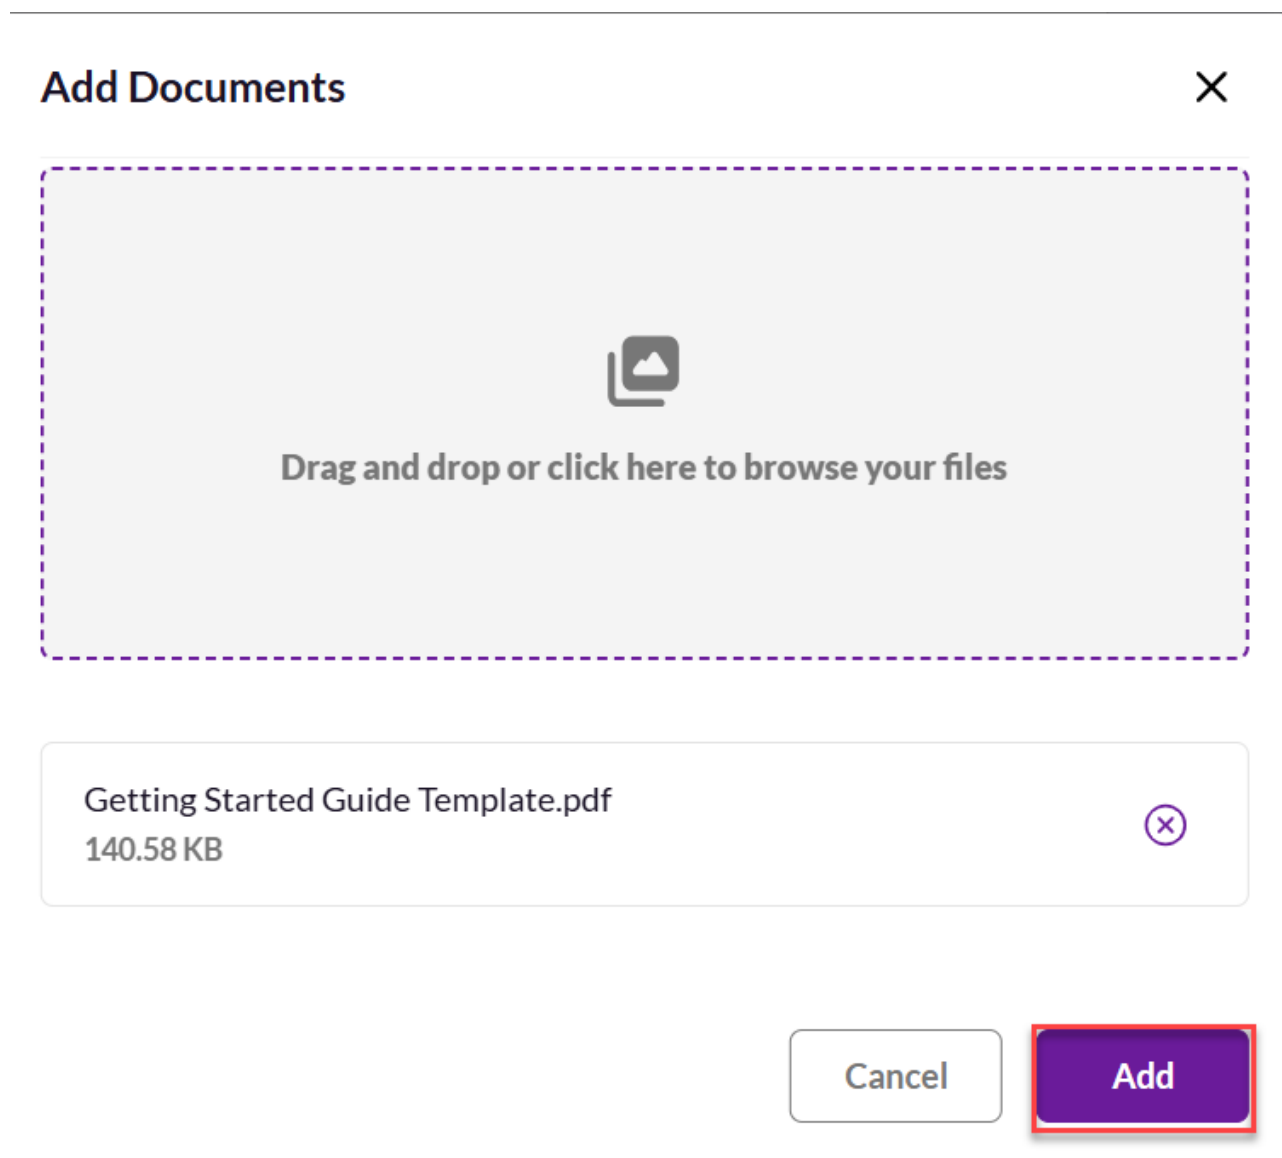 Add Documents
Drag and drop or click here to browse your files
Getting Started Guide Template.pdf
140.58 KB
Cancel
Add